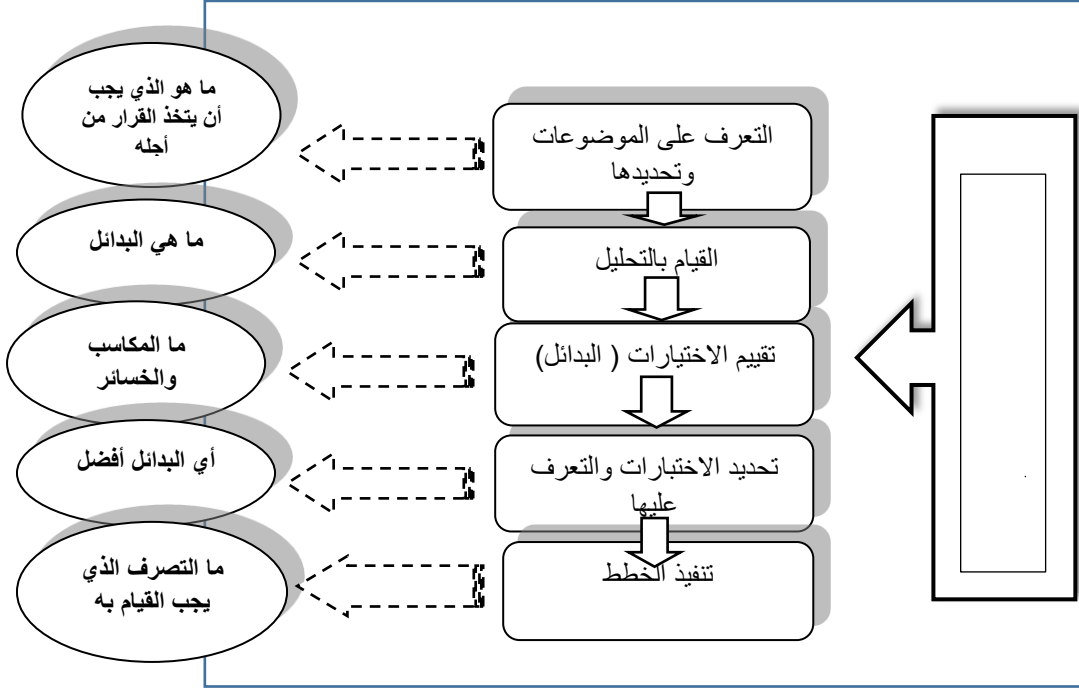 التعرف على الموضوعات
وتحديدها
ما هو الذي يجب
أن يتخذ القرار من
أجله
القيام بالتحليل
ما هي البدائل
تقييم الاختيارات ( البدائل)
ما المكاسب
والخسائر
تحديد الاختبارات والتعرف
عليها
أي البدائل أفضل
تنفيذ الخطط
ما التصرف الذي
يجب القيام به